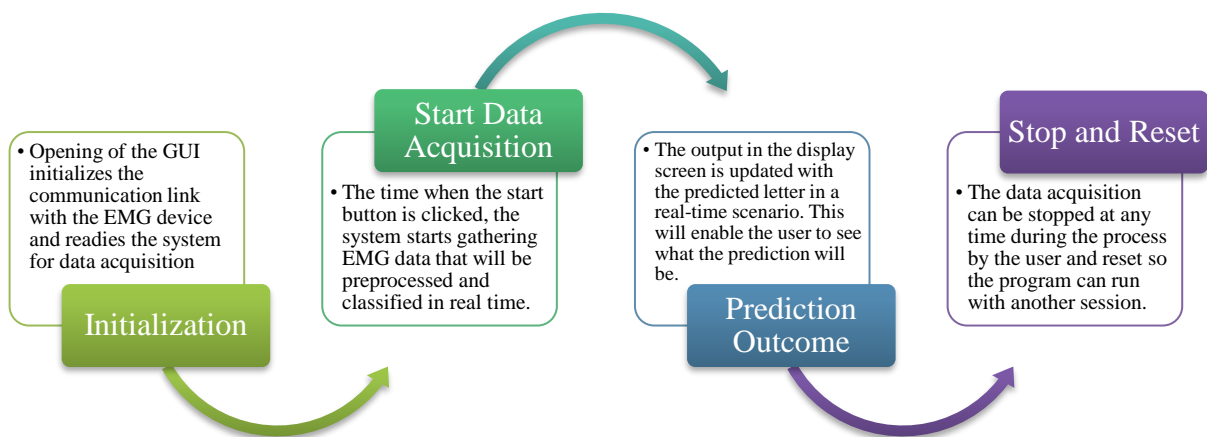 • Opening of the GUI
initializes the
communication link
with the EMG device
and readies the system
for data acquisition
Initialization
Start Data
Acquisition
• The time when the start
button is clicked, the
system starts gathering
EMG data that will be
preprocessed and
classified in real time.
• The output in the display
screen is updated with
the predicted letter in a
real-time scenario. This
will enable the user to see
what the prediction will
be.
Prediction
Outcome
Stop and Reset
• The data acquisition
can be stopped at any
time during the process
by the user and reset so
the program can run
with another session.